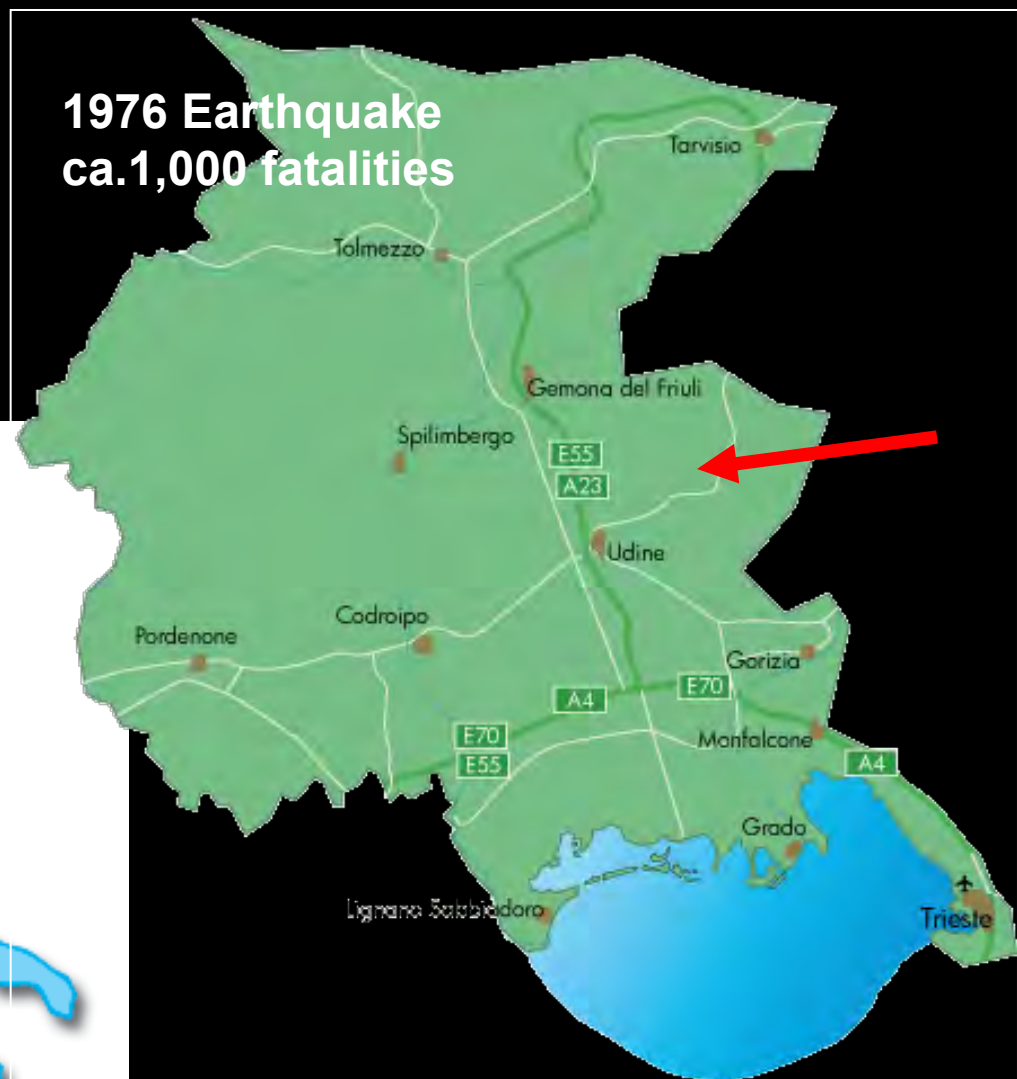 1976 Earthquake
ca.1,000 fatalities
Tarvisio
Tolmezzo
Gemona del Friuli
Spilimbergo
E55
A23
Udine
Codroipo
Pordenone
Gorizia
A4
E70
E70
E55
Monfalcone
A4
Grado
Lignano Sabbiadoro
Trieste